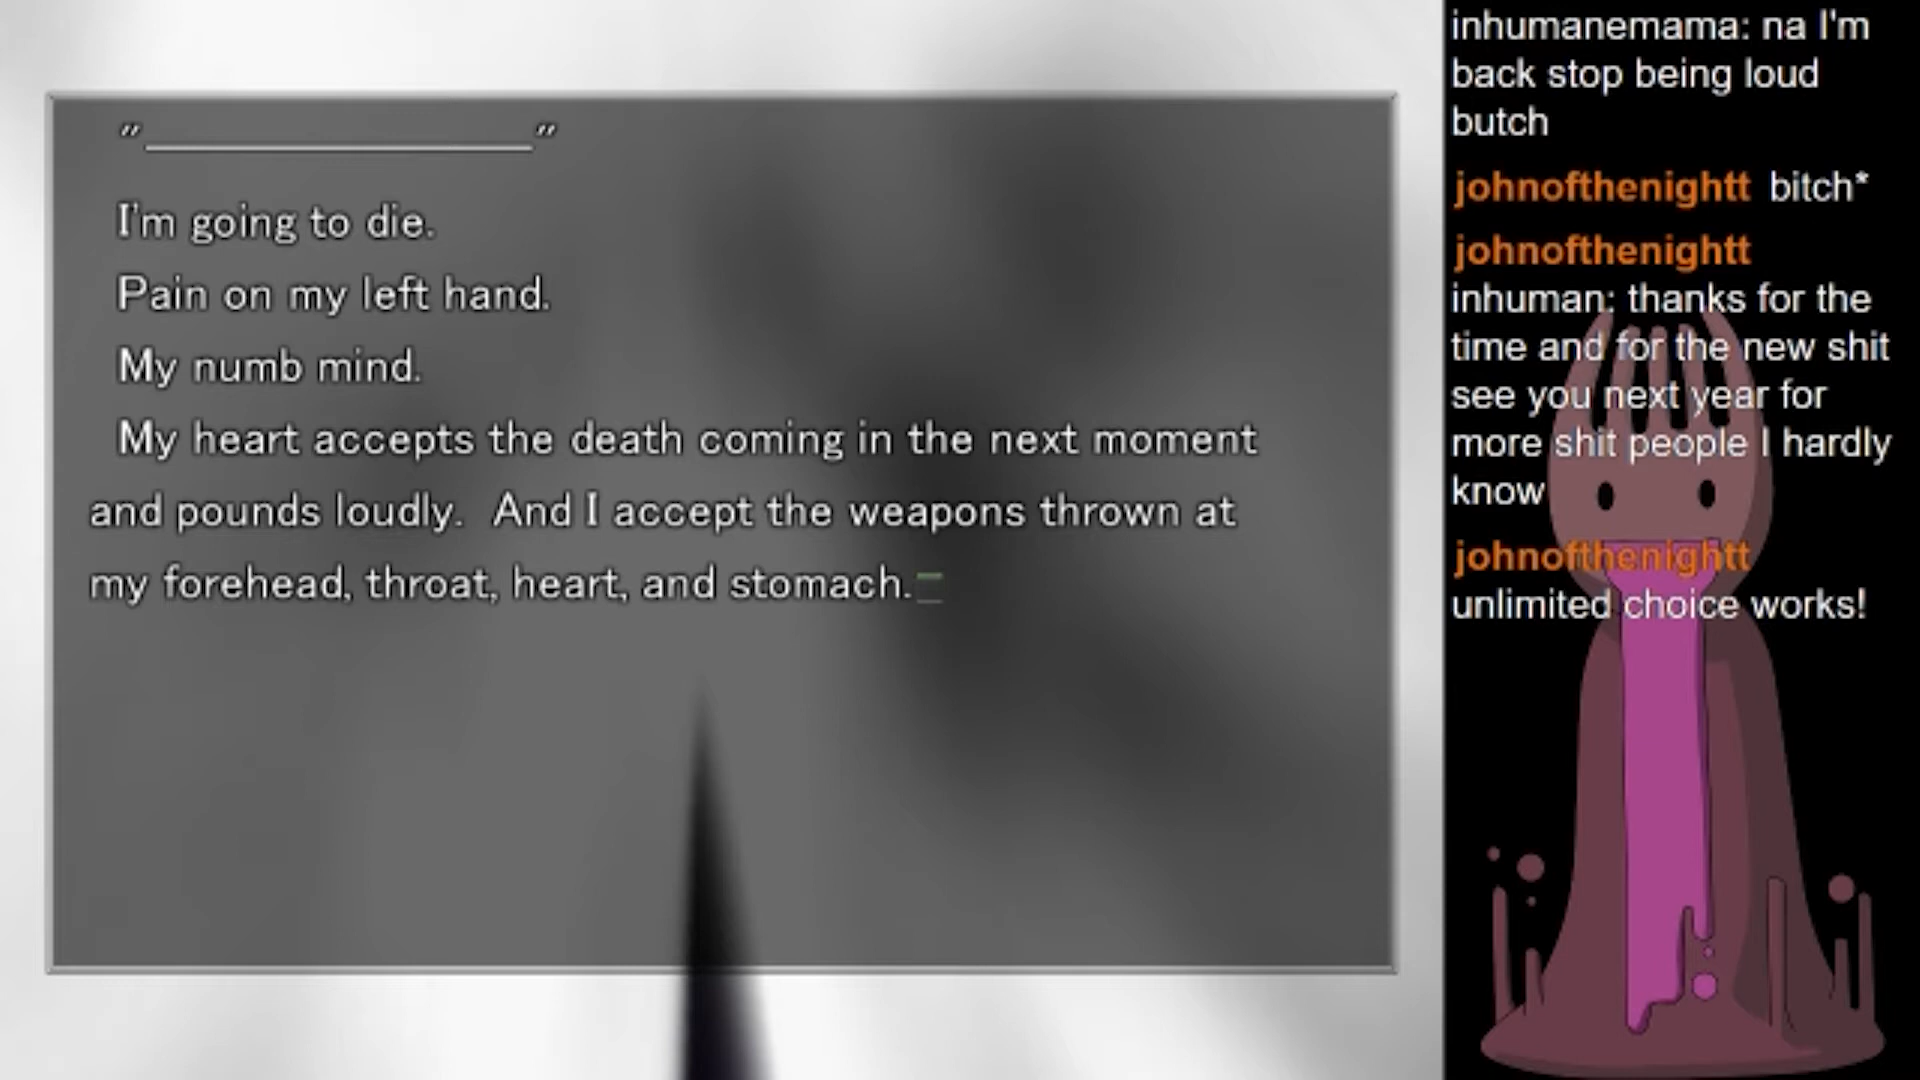 "_______________"
I'm going to die.
Pain on my left hand.
My numb mind.
My heart accepts the death coming in the next moment
and pounds loudly. And I accept the weapons thrown at
my forehead, throat, heart, and stomach.
inhumanemama: na I'm
back stop being loud
butch
johnofthenightt bitch*
johnofthenightt
inhuman: thanks for the
time and for the new shit
see you next year for
more shit people I hardly
know
johnofthenightt
unlimited choice works!